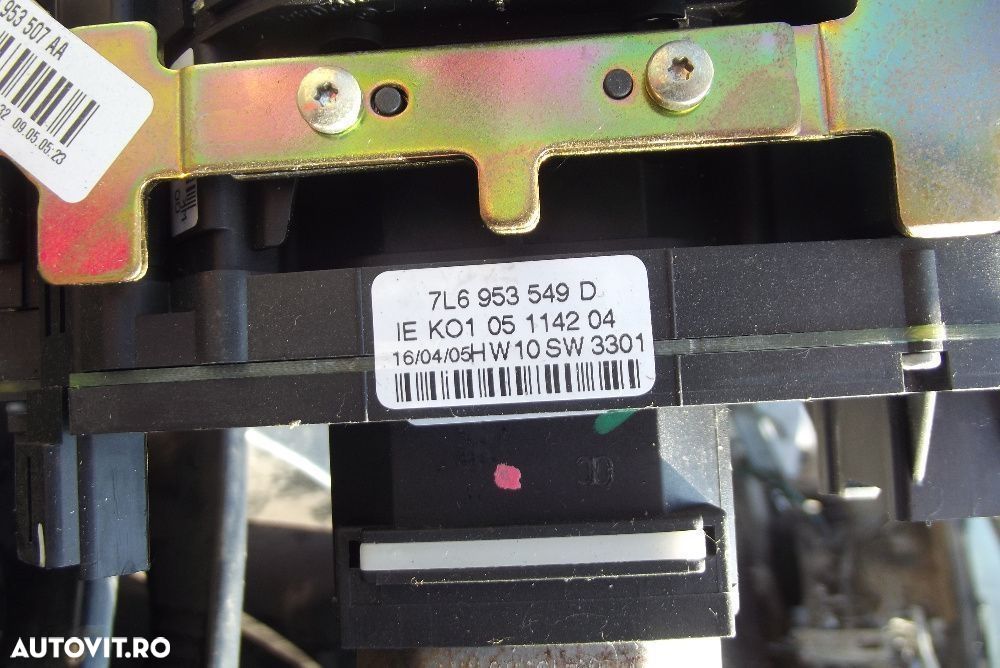 953 507 AA
32 09.05.05:23
7L6 953 549 D
IE KO1 05 1142 04
16/04/05HW10 SW 3301
AUTOVIT.RO